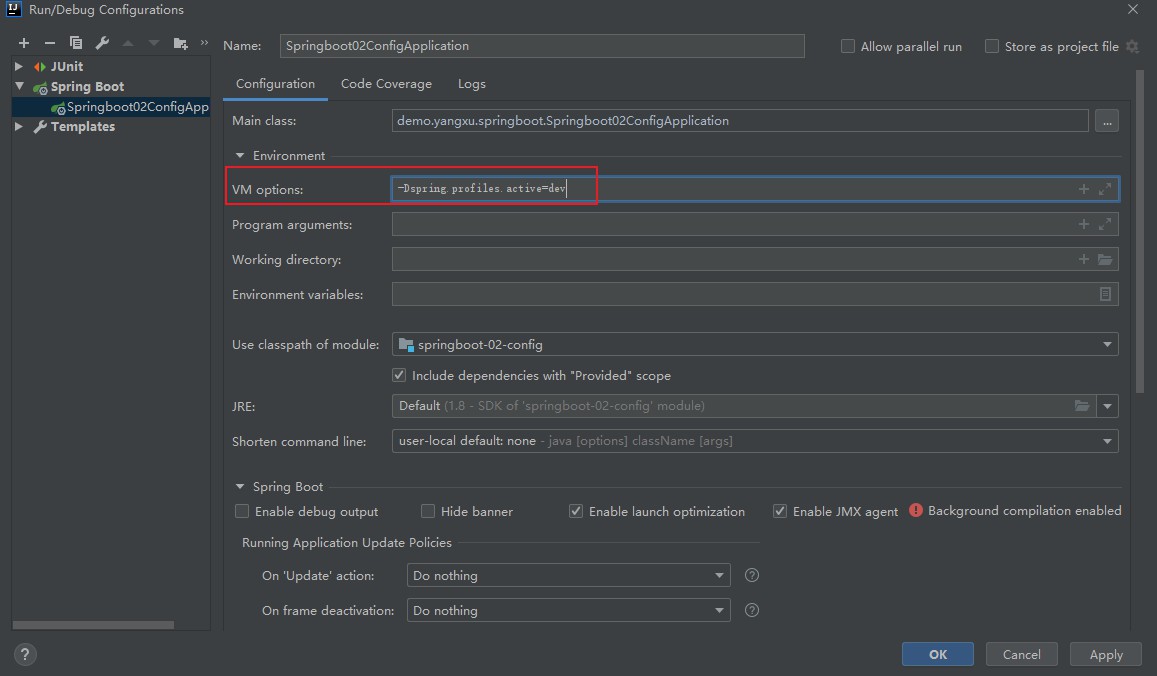 Run/Debug Configurations
Name: Springboot02ConfigApplication
Allow parallel run
Store as project file
JUnit
Spring Boot
Springboot02ConfigApp
Templates
Configuration Code Coverage Logs
Main class: demo.yangxu.springboot.Springboot02ConfigApplication ...
Environment
VM options: -Dspring.profiles.active=dev
Program arguments:
Working directory:
Environment variables:
Use classpath of module: springboot-02-config
Include dependencies with "Provided" scope
JRE: Default (1.8 - SDK of 'springboot-02-config' module)
Shorten command line: user-local default: none - java [options] className [args]
Spring Boot
Enable debug output Hide banner Enable launch optimization Enable JMX agent Background compilation enabled
Running Application Update Policies
On 'Update' action: Do nothing ?
On frame deactivation: Do nothing ?
? OK Cancel Apply